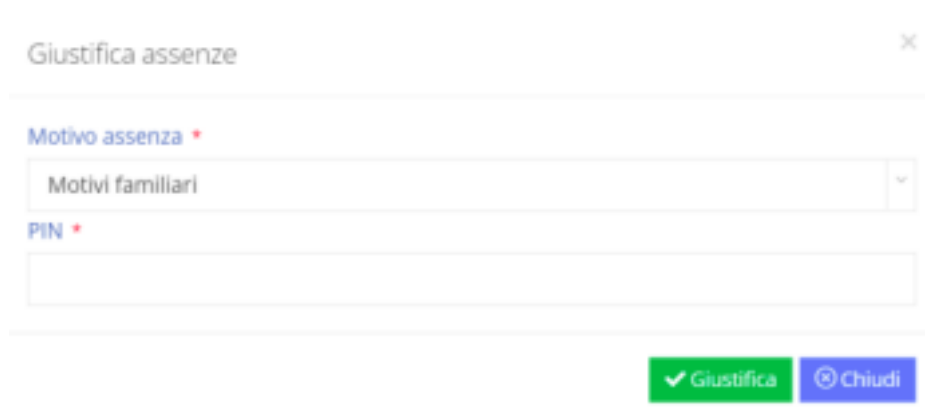 Giustifica assenze
Motivo assenza *
Motivi familiari
PIN *
Giustifica
Chiudi